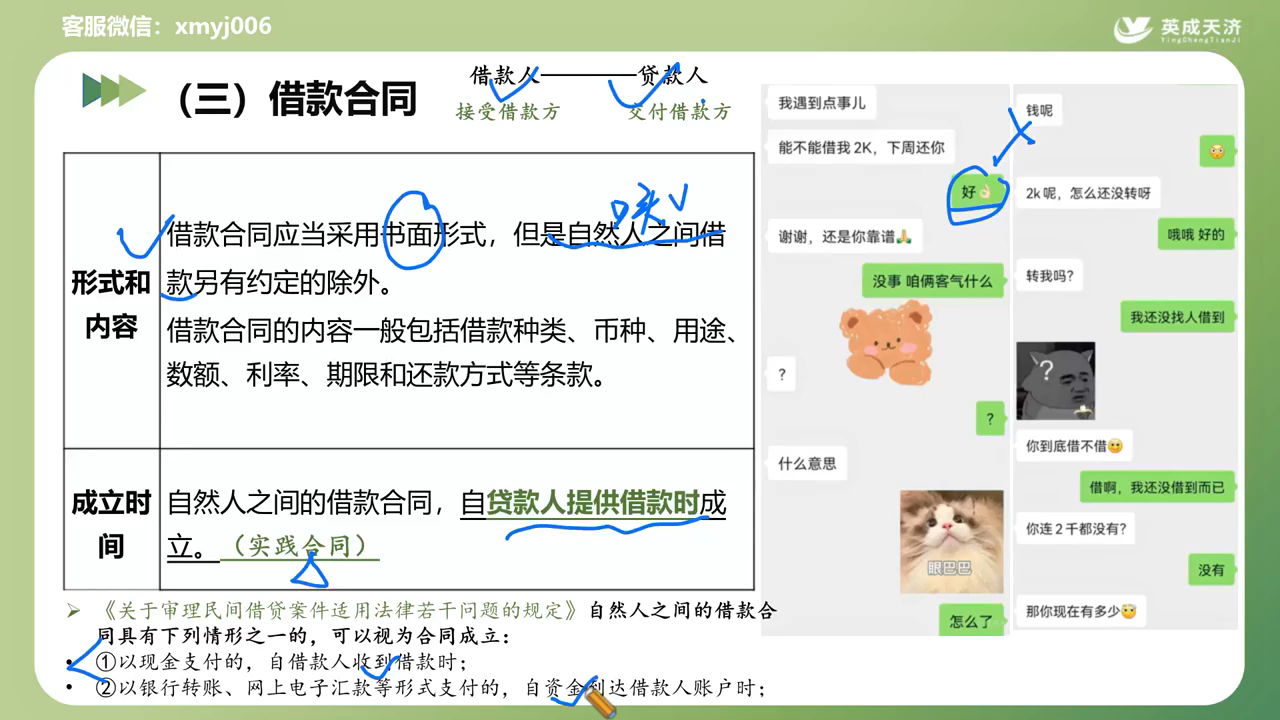 客服微信：xmyj006
英成天济
YingChengTianJi
（三）借款合同
借款人————贷款人
接受借款方 交付借款方
形式和
内容
借款合同应当采用书面形式，但是自然人之间借
款另有约定的除外。
借款合同的内容一般包括借款种类、币种、用途、
数额、利率、期限和还款方式等条款。
口头
成立时
间
自然人之间的借款合同，自贷款人提供借款时成
立。（实践合同）
《关于审理民间借贷案件适用法律若干问题的规定》自然人之间的借款合
同具有下列情形之一的，可以视为合同成立：
①以现金支付的，自借款人收到借款时；
②以银行转账、网上电子汇款等形式支付的，自资金到达借款人账户时；
我遇到点事儿
能不能借我 2K，下周还你
好👌🏻
谢谢，还是你靠谱🙏
没事 咱俩客气什么
？
？
什么意思
眼巴巴
怎么了
钱呢
😳
2k 呢，怎么还没转呀
哦哦 好的
转我吗?
我还没找人借到
?
你到底借不借🙂
借啊，我还没借到而已
你连 2 千都没有?
没有
那你现在有多少🫡